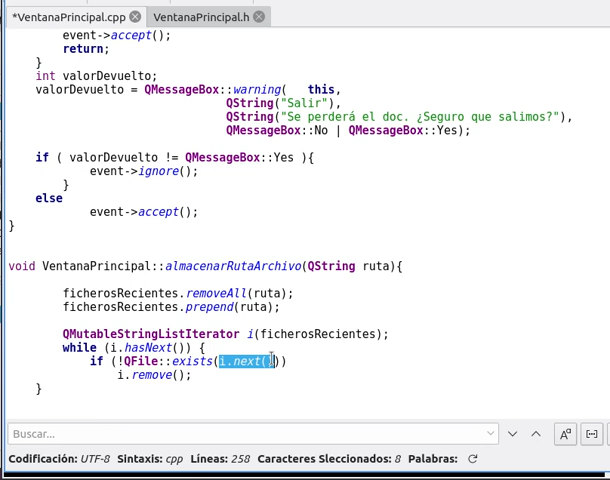 *VentanaPrincipal.cpp VentanaPrincipal.h
event->accept();
return;
}
int valorDevuelto;
valorDevuelto = QMessageBox::warning( this,
QString("Salir"),
QString("Se perderá el doc. ¿Seguro que salimos?"),
QMessageBox::No | QMessageBox::Yes);
if ( valorDevuelto != QMessageBox::Yes ){
event->ignore();
}
else
event->accept();
}
void VentanaPrincipal::almacenarRutaArchivo(QString ruta){
ficherosRecientes.removeAll(ruta);
ficherosRecientes.prepend(ruta);
QMutableStringListIterator i(ficherosRecientes);
while (i.hasNext()) {
if (!QFile::exists(i.next()))
i.remove();
}
Buscar...
Codificación: UTF-8 Sintaxis: cpp Líneas: 258 Caracteres Sleccionados: 8 Palabras: